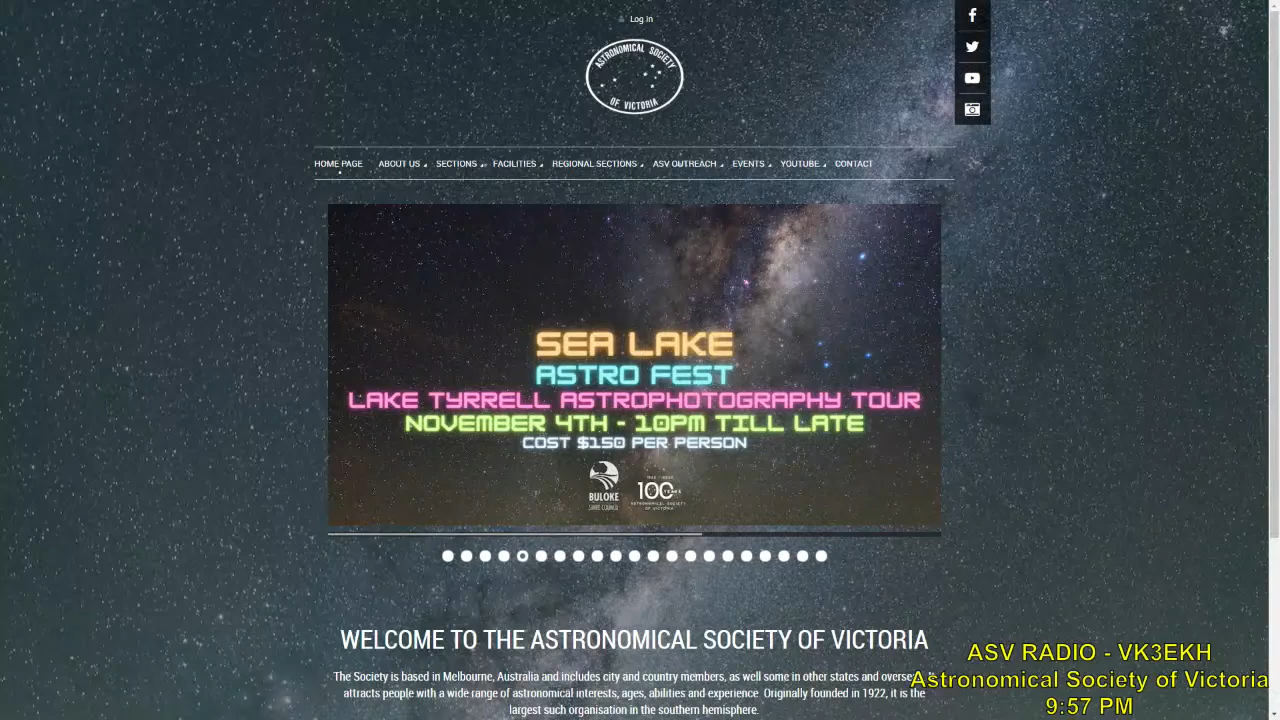 Log in
ASTRONOMICAL SOCIETY
OF VICTORIA
HOME PAGE ABOUT US SECTIONS FACILITIES REGIONAL SECTIONS ASV OUTREACH EVENTS YOUTUBE CONTACT
SEA LAKE
ASTRO FEST
LAKE TYRRELL ASTROPHOTOGRAPHY TOUR
NOVEMBER 4TH - 10PM TILL LATE
COST $150 PER PERSON
BULOKE
SHIRE COUNCIL
100 YEARS
ASTRONOMICAL SOCIETY
OF VICTORIA
WELCOME TO THE ASTRONOMICAL SOCIETY OF VICTORIA
The Society is based in Melbourne, Australia and includes city and country members, as well some in other states and
attracts people with a wide range of astronomical interests, ages, abilities and experience. Originally founded in 1922, it is the
largest such organisation in the southern hemisphere.
ASV RADIO - VK3EKH
Astronomical Society of Victoria
9:57 PM